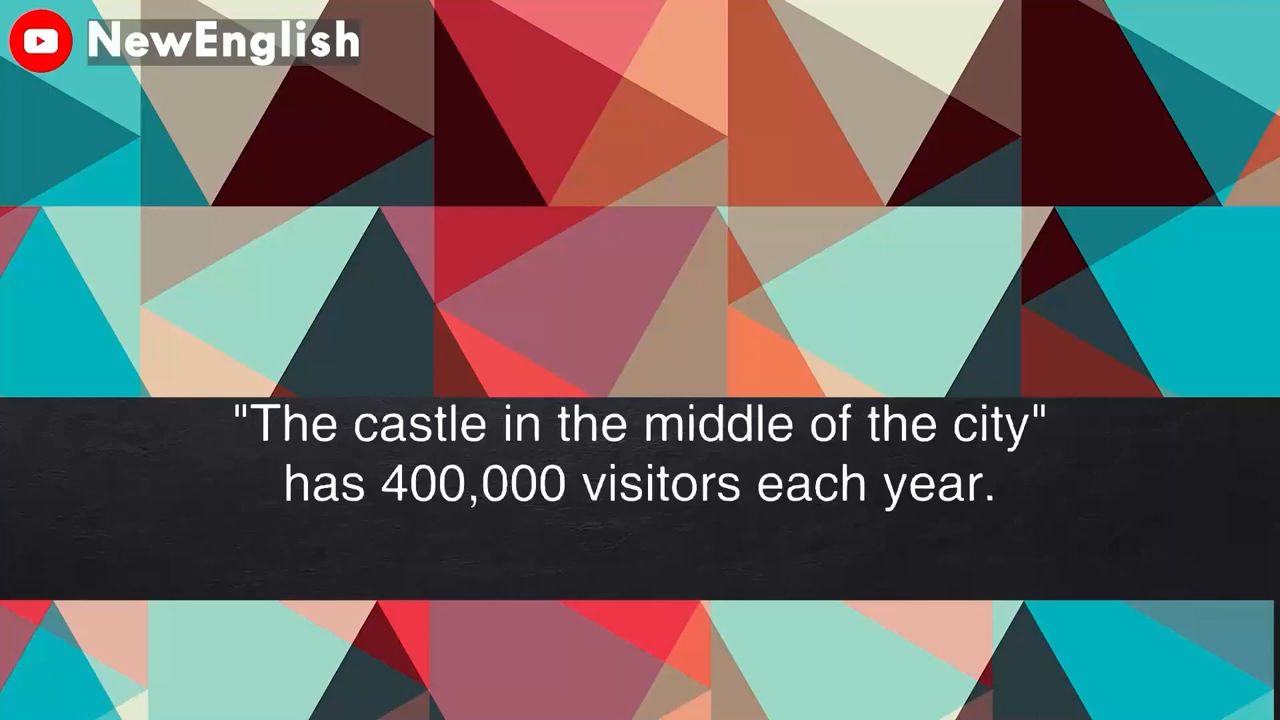 NewEnglish
"The castle in the middle of the city"
has 400,000 visitors each year.